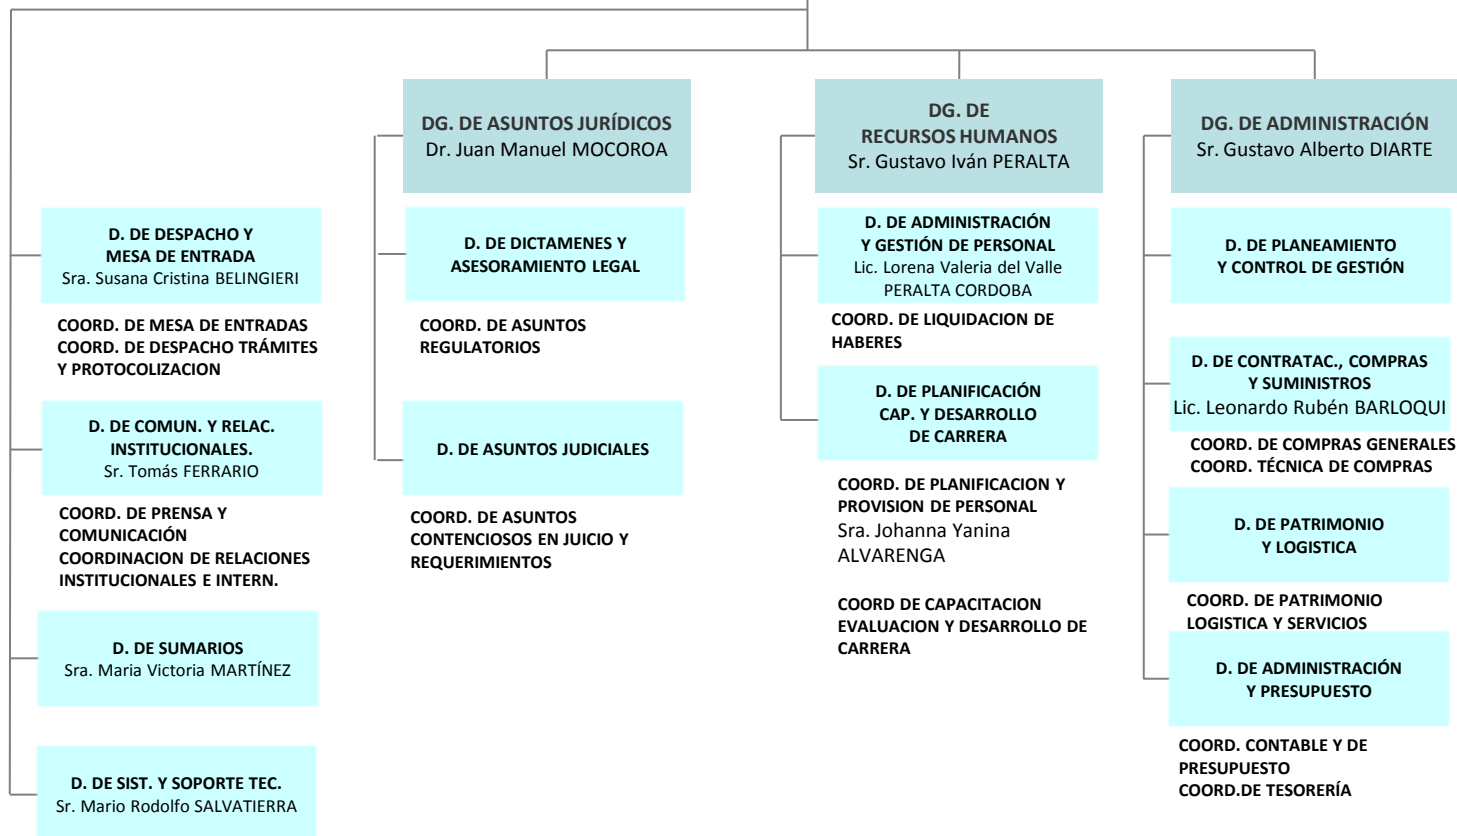 DG. DE ASUNTOS JURÍDICOS
Dr. Juan Manuel MOCOROA
DG. DE
RECURSOS HUMANOS
Sr. Gustavo Iván PERALTA
DG. DE ADMINISTRACIÓN
Sr. Gustavo Alberto DIARTE
D. DE DESPACHO Y
MESA DE ENTRADA
Sra. Susana Cristina BELINGIERI
COORD. DE MESA DE ENTRADAS
COORD. DE DESPACHO TRÁMITES
Y PROTOCOLIZACION
D. DE COMUN. Y RELAC.
INSTITUCIONALES.
Sr. Tomás FERRARIO
COORD. DE PRENSA Y
COMUNICACIÓN
COORDINACION DE RELACIONES
INSTITUCIONALES E INTERN.
D. DE SUMARIOS
Sra. Maria Victoria MARTÍNEZ
D. DE SIST. Y SOPORTE TEC.
Sr. Mario Rodolfo SALVATIERRA
D. DE DICTAMENES Y
ASESORAMIENTO LEGAL
COORD. DE ASUNTOS
REGULATORIOS
D. DE ASUNTOS JUDICIALES
COORD. DE ASUNTOS
CONTENCIOSOS EN JUICIO Y
REQUERIMIENTOS
D. DE ADMINISTRACIÓN
Y GESTIÓN DE PERSONAL
Lic. Lorena Valeria del Valle
PERALTA CORDOBA
COORD. DE LIQUIDACION DE
HABERES
D. DE PLANIFICACIÓN
CAP. Y DESARROLLO
DE CARRERA
COORD. DE PLANIFICACION Y
PROVISION DE PERSONAL
Sra. Johanna Yanina
ALVARENGA
COORD DE CAPACITACION
EVALUACION Y DESARROLLO DE
CARRERA
D. DE PLANEAMIENTO
Y CONTROL DE GESTIÓN
D. DE CONTRATAC., COMPRAS
Y SUMINISTROS
Lic. Leonardo Rubén BARLOQUI
COORD. DE COMPRAS GENERALES
COORD. TÉCNICA DE COMPRAS
D. DE PATRIMONIO
Y LOGISTICA
COORD. DE PATRIMONIO
LOGISTICA Y SERVICIOS
D. DE ADMINISTRACIÓN
Y PRESUPUESTO
COORD. CONTABLE Y DE
PRESUPUESTO
COORD.DE TESORERÍA